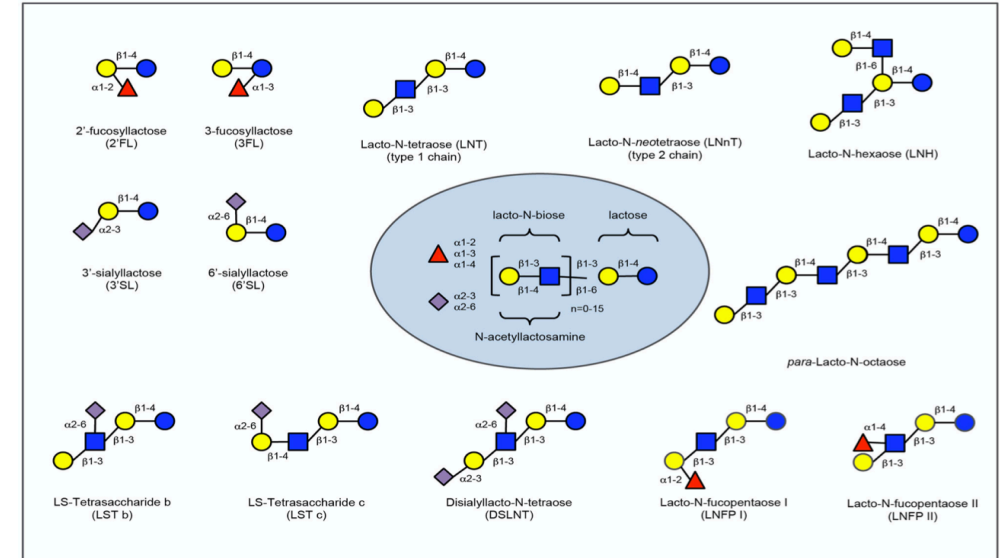 β1-4
α1-2
2'-fucosyllactose
(2'FL)
β1-4
α1-3
3-fucosyllactose
(3FL)
β1-4
β1-3
β1-3
Lacto-N-tetraose (LNT)
(type 1 chain)
β1-4
β1-4
β1-3
Lacto-N-neotetraose (LNnT)
(type 2 chain)
β1-4
β1-6
β1-4
β1-3
β1-3
Lacto-N-hexaose (LNH)
β1-4
α2-3
3'-sialyllactose
(3'SL)
α2-6
β1-4
6'-sialyllactose
(6'SL)
lacto-N-biose
lactose
α1-2
α1-3
α1-4
β1-3
β1-3
β1-4
β1-4
β1-6
α2-3
α2-6
n=0-15
N-acetyllactosamine
β1-4
β1-3
β1-4
β1-3
β1-4
β1-3
β1-3
para-Lacto-N-octaose
α2-6
β1-4
β1-3
β1-3
LS-Tetrasaccharide b
(LST b)
α2-6
β1-4
β1-3
β1-4
LS-Tetrasaccharide c
(LST c)
α2-6
β1-4
β1-3
β1-3
α2-3
Disialyllacto-N-tetraose
(DSLNT)
β1-4
β1-3
β1-3
α1-2
Lacto-N-fucopentaose I
(LNFP I)
β1-4
α1-4
β1-3
β1-3
Lacto-N-fucopentaose II
(LNFP II)